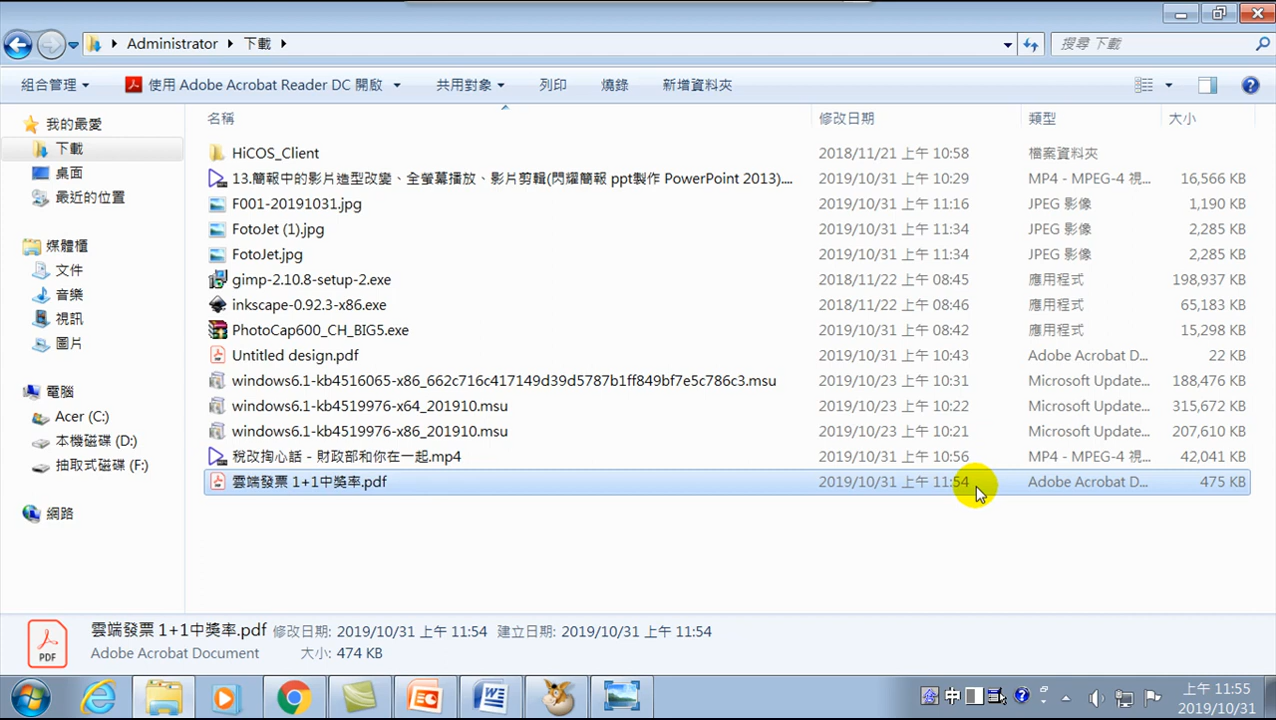 Administrator 下載
搜尋 下載
組合管理 使用 Adobe Acrobat Reader DC 開啟 共用對象 列印 燒錄 新增資料夾
名稱 修改日期 類型 大小
我的最愛
下載
桌面
最近的位置
媒體櫃
文件
音樂
視訊
圖片
電腦
Acer (C:)
本機磁碟 (D:)
抽取式磁碟 (F:)
網路
HiCOS_Client 2018/11/21 上午 10:58 檔案資料夾
13.簡報中的影片造型改變、全螢幕播放、影片剪輯(閃耀簡報 ppt製作 PowerPoint 2013).... 2019/10/31 上午 10:29 MP4 - MPEG-4 視... 16,566 KB
F001-20191031.jpg 2019/10/31 上午 11:16 JPEG 影像 1,190 KB
FotoJet (1).jpg 2019/10/31 上午 11:34 JPEG 影像 2,285 KB
FotoJet.jpg 2019/10/31 上午 11:34 JPEG 影像 2,285 KB
gimp-2.10.8-setup-2.exe 2018/11/22 上午 08:45 應用程式 198,937 KB
inkscape-0.92.3-x86.exe 2018/11/22 上午 08:46 應用程式 65,183 KB
PhotoCap600_CH_BIG5.exe 2019/10/31 上午 08:42 應用程式 15,298 KB
Untitled design.pdf 2019/10/31 上午 10:43 Adobe Acrobat D... 22 KB
windows6.1-kb4516065-x86_662c716c417149d39d5787b1ff849bf7e5c786c3.msu 2019/10/23 上午 10:31 Microsoft Update... 188,476 KB
windows6.1-kb4519976-x64_201910.msu 2019/10/23 上午 10:22 Microsoft Update... 315,672 KB
windows6.1-kb4519976-x86_201910.msu 2019/10/23 上午 10:21 Microsoft Update... 207,610 KB
稅改掏心話 - 財政部和你在一起.mp4 2019/10/31 上午 10:56 MP4 - MPEG-4 視... 42,041 KB
雲端發票 1+1中獎率.pdf 2019/10/31 上午 11:54 Adobe Acrobat D... 475 KB
雲端發票 1+1中獎率.pdf 修改日期: 2019/10/31 上午 11:54 建立日期: 2019/10/31 上午 11:54
Adobe Acrobat Document 大小: 474 KB
PDF
中
上午 11:55
2019/10/31